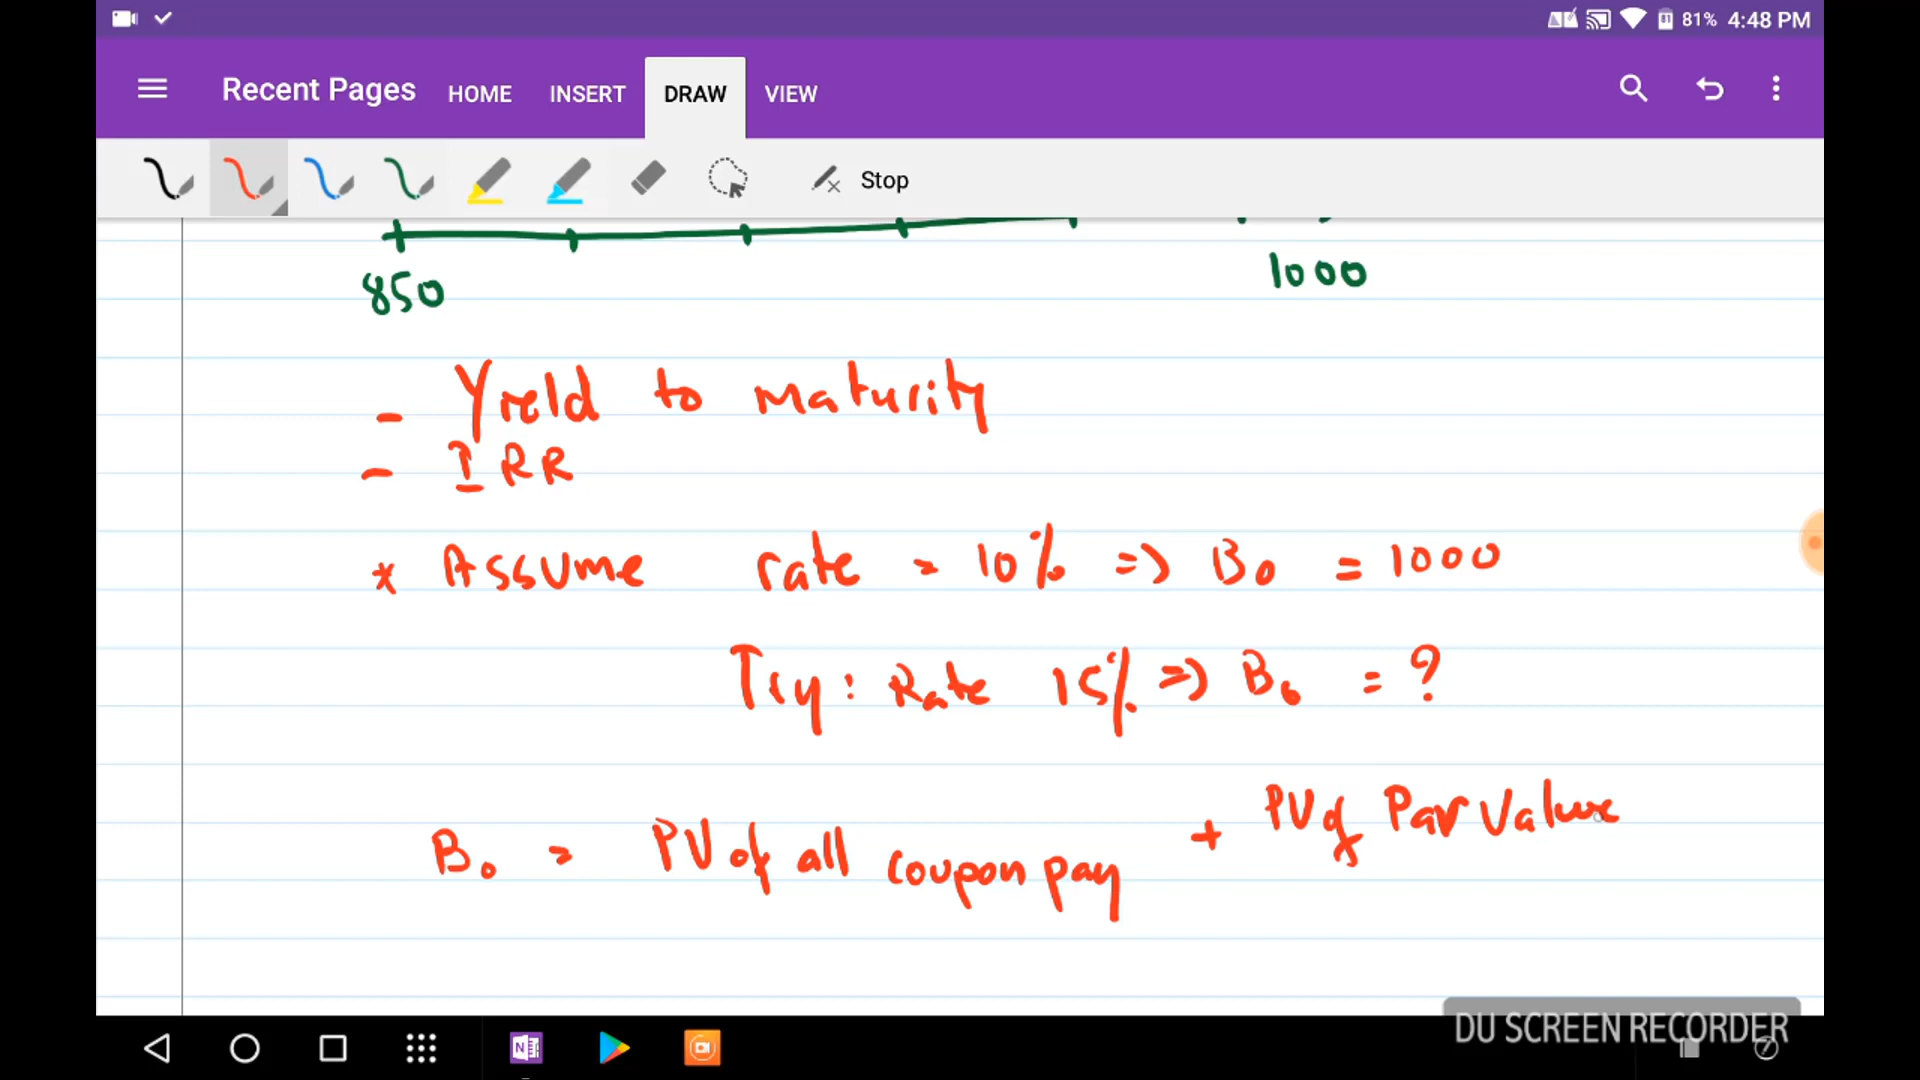 81% 4:48 PM
Recent Pages HOME INSERT DRAW VIEW
Stop
850 1000
- Yield to maturity
- IRR
* Assume rate = 10% => B0 = 1000
Try: Rate 15% => B0 = ?
B0 = PV of all coupon pay + PV of Par Value
DU SCREEN RECORDER